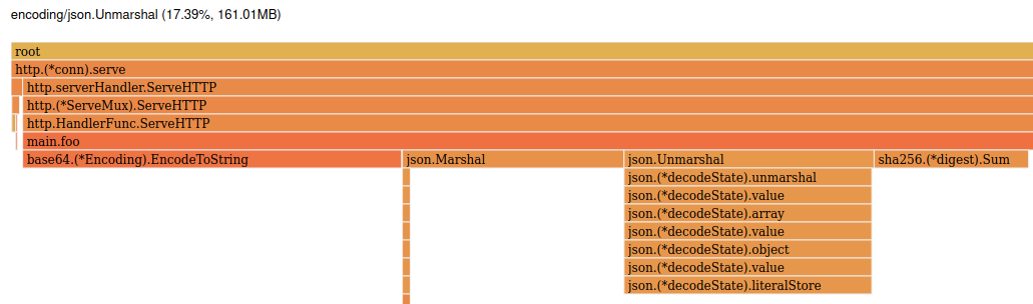 encoding/json.Unmarshal (17.39%, 161.01MB)
root
http.(*conn).serve
http.serverHandler.ServeHTTP
http.(*ServeMux).ServeHTTP
http.HandlerFunc.ServeHTTP
main.foo
base64.(*Encoding).EncodeToString json.Marshal json.Unmarshal sha256.(*digest).Sum
json.(*decodeState).unmarshal
json.(*decodeState).value
json.(*decodeState).array
json.(*decodeState).value
json.(*decodeState).object
json.(*decodeState).value
json.(*decodeState).literalStore